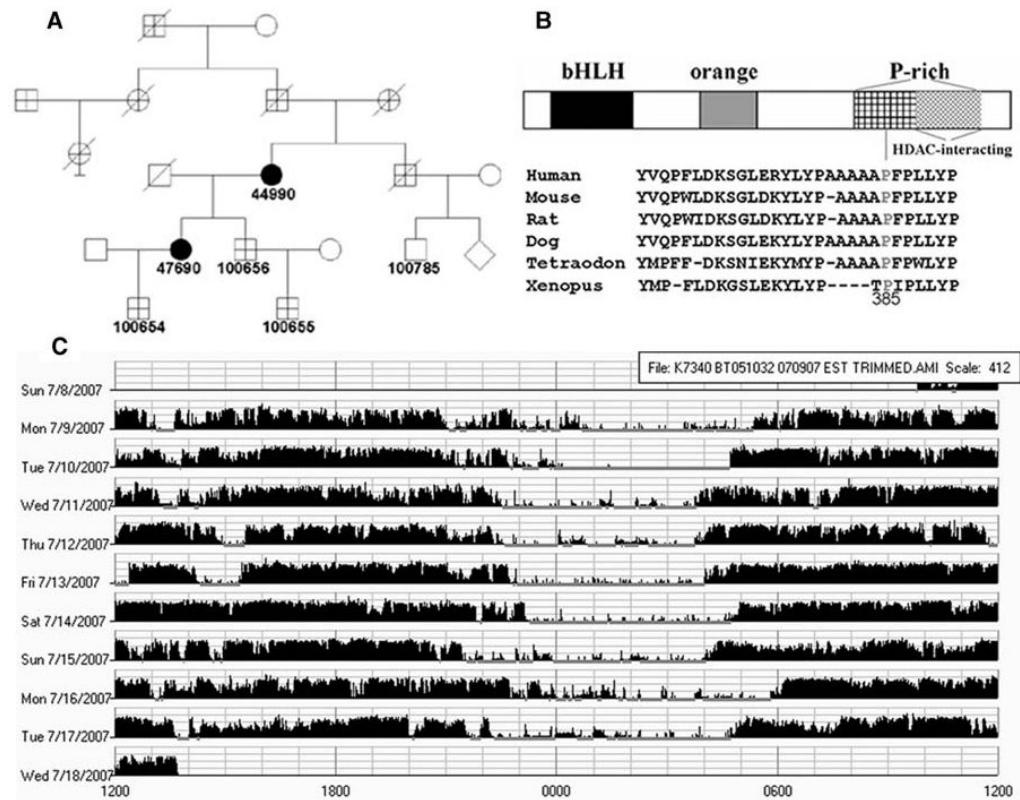 A
44990
47690
100656
100785
100654
100655
B
bHLH orange P-rich
HDAC-interacting
Human YVQPFLDKSGLERYLYPAAAAAPFPLLYP
Mouse YVQPWLDKSGLDKYLYP-AAAAPFPLLYP
Rat YVQPWIDKSGLDKYLYP-AAAAPFPLLYP
Dog YVQPFLDKSGLEKYLYPAAAAAPFPLLYP
Tetraodon YMPFF-DKSNIEKYMYP-AAAAPFPWLYP
Xenopus YMP-FLDKGSLEKYLYP----TPIPLLYP
385
C
File: K7340 BT051032 070907 EST TRIMMED.AMI Scale: 412
Sun 7/8/2007
Mon 7/9/2007
Tue 7/10/2007
Wed 7/11/2007
Thu 7/12/2007
Fri 7/13/2007
Sat 7/14/2007
Sun 7/15/2007
Mon 7/16/2007
Tue 7/17/2007
Wed 7/18/2007
1200 1800 0000 0600 1200